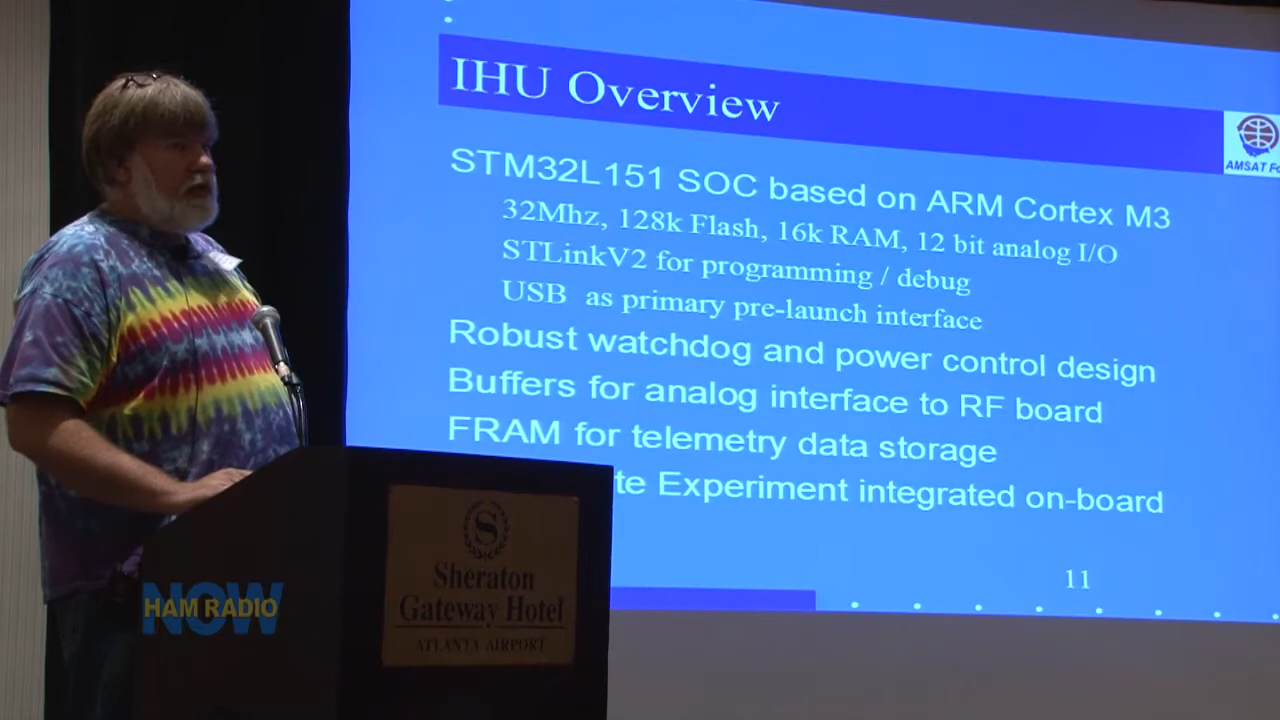 IHU Overview
AMSAT
STM32L151 SOC based on ARM Cortex M3
32Mhz, 128k Flash, 16k RAM, 12 bit analog I/O
STLinkV2 for programming / debug
USB as primary pre-launch interface
Robust watchdog and power control design
Buffers for analog interface to RF board
FRAM for telemetry data storage
Experiment integrated on-board
11
S
Sheraton
Gateway Hotel
ATLANTA AIRPORT
HAM RADIO
NOW